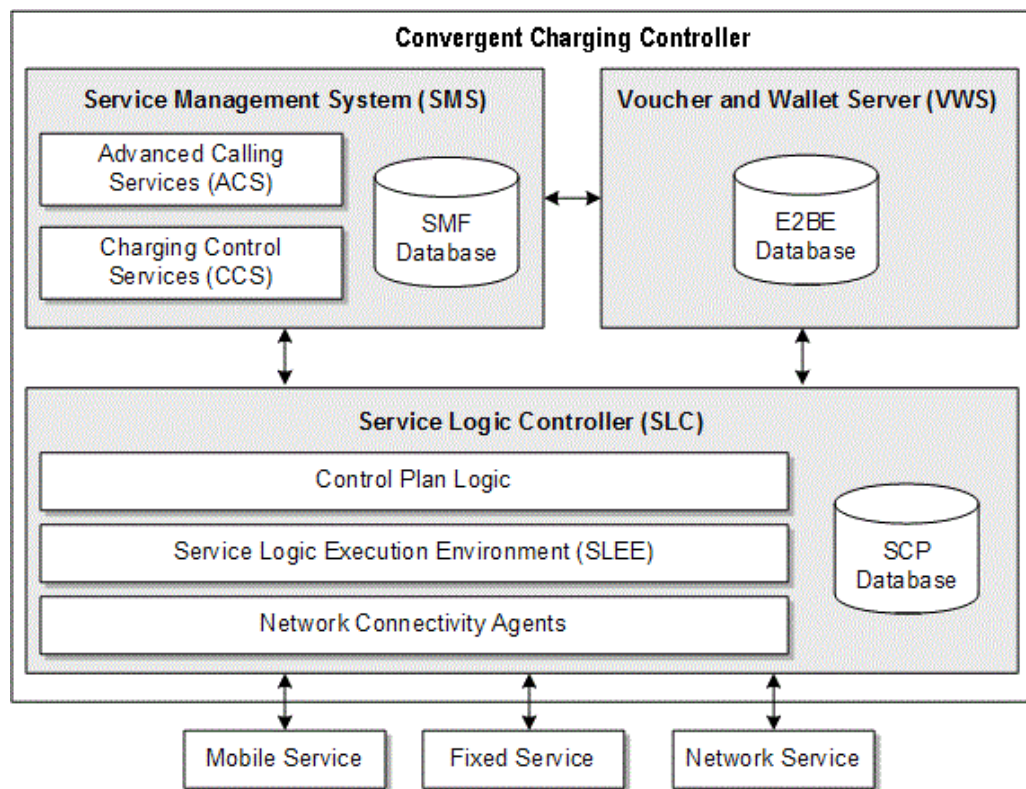 Convergent Charging Controller
Service Management System (SMS)
Advanced Calling
Services (ACS)
Charging Control
Services (CCS)
SMF
Database
Voucher and Wallet Server (VWS)
E2BE
Database
Service Logic Controller (SLC)
Control Plan Logic
Service Logic Execution Environment (SLEE)
Network Connectivity Agents
SCP
Database
Mobile Service
Fixed Service
Network Service